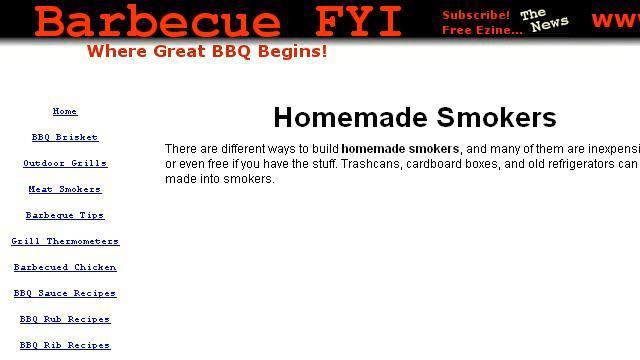 Barbecue FYI
Subscribe!
Free Ezine...
The
News
Where Great BBQ Begins!
Home
BBQ Brisket
Outdoor Grills
Meat Smokers
Barbeque Tips
Grill Thermometers
Barbecued Chicken
BBQ Sauce Recipes
BBQ Rub Recipes
BBQ Rib Recipes
Homemade Smokers
There are different ways to build homemade smokers, and many of them are inexpensi
or even free if you have the stuff. Trashcans, cardboard boxes, and old refrigerators can
made into smokers.